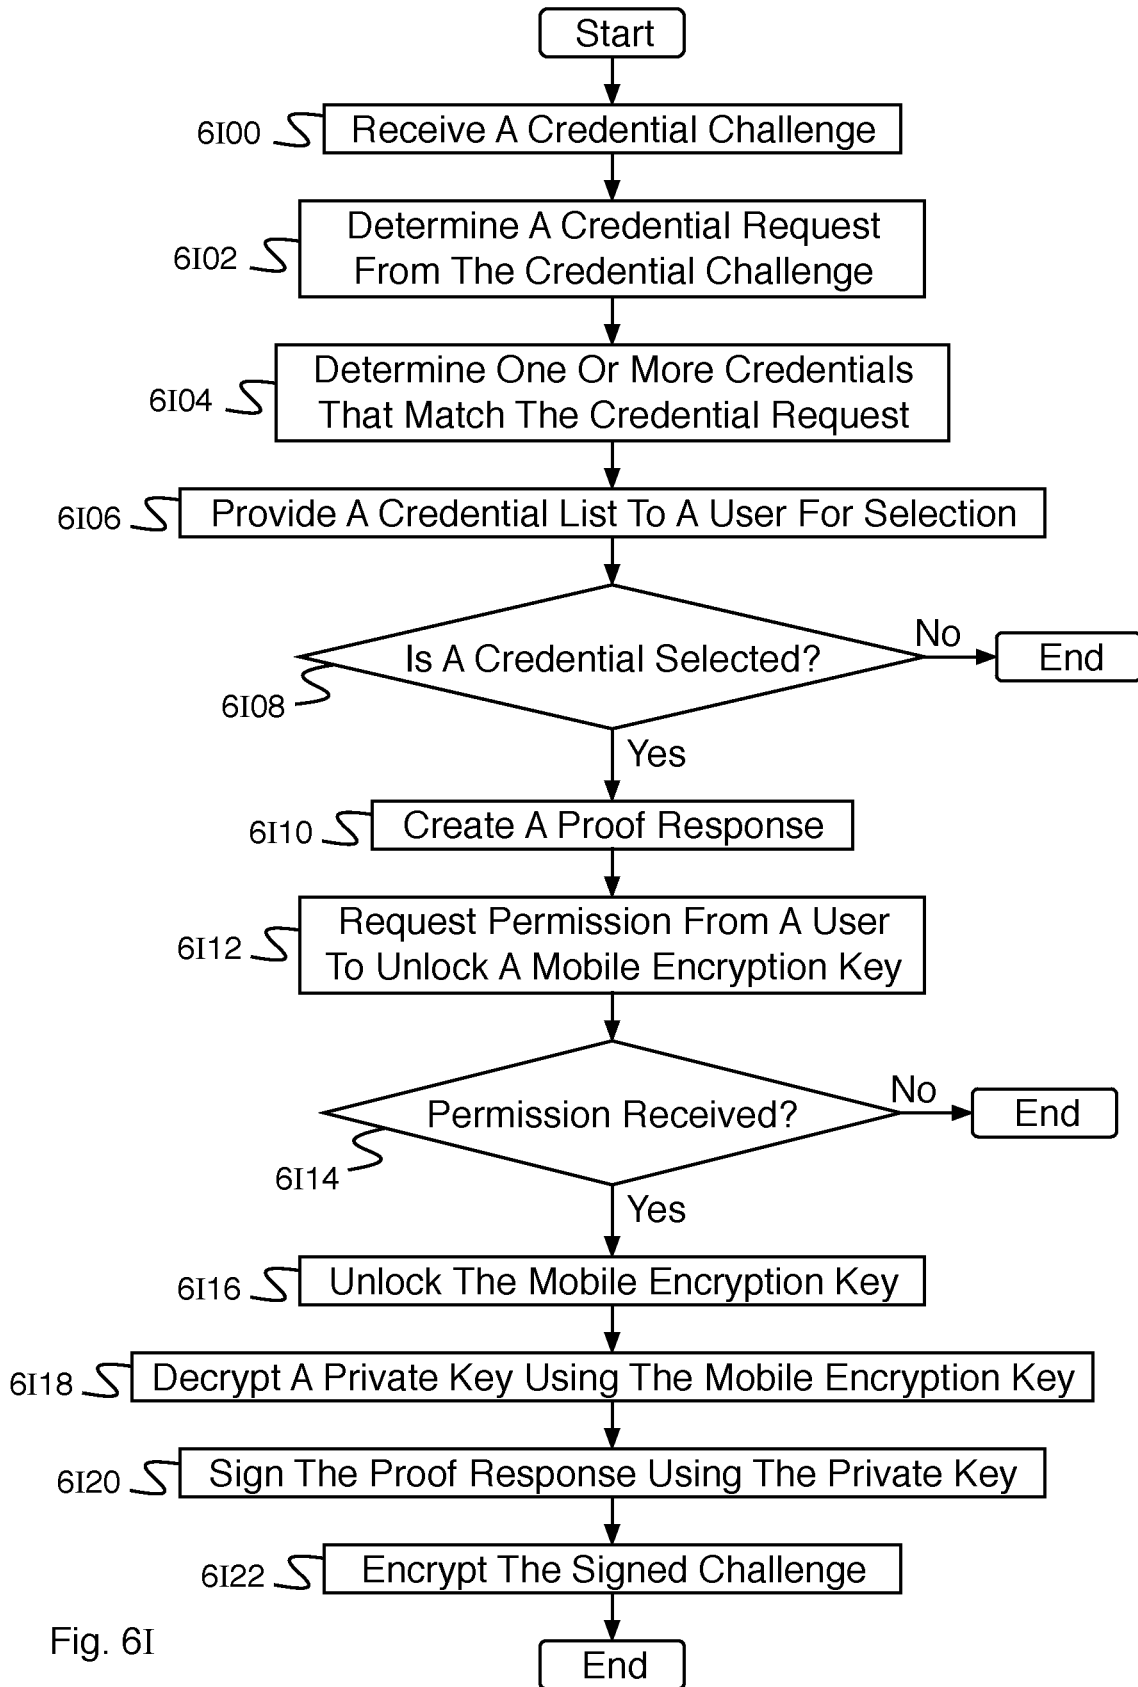 Start
6I00
Receive A Credential Challenge
6I02
Determine A Credential Request
From The Credential Challenge
6I04
Determine One Or More Credentials
That Match The Credential Request
6I06
Provide A Credential List To A User For Selection
Is A Credential Selected?
No
End
6I08
Yes
6I10
Create A Proof Response
6I12
Request Permission From A User
To Unlock A Mobile Encryption Key
Permission Received?
No
End
6I14
Yes
6I16
Unlock The Mobile Encryption Key
6I18
Decrypt A Private Key Using The Mobile Encryption Key
6I20
Sign The Proof Response Using The Private Key
6I22
Encrypt The Signed Challenge
Fig. 6I
End